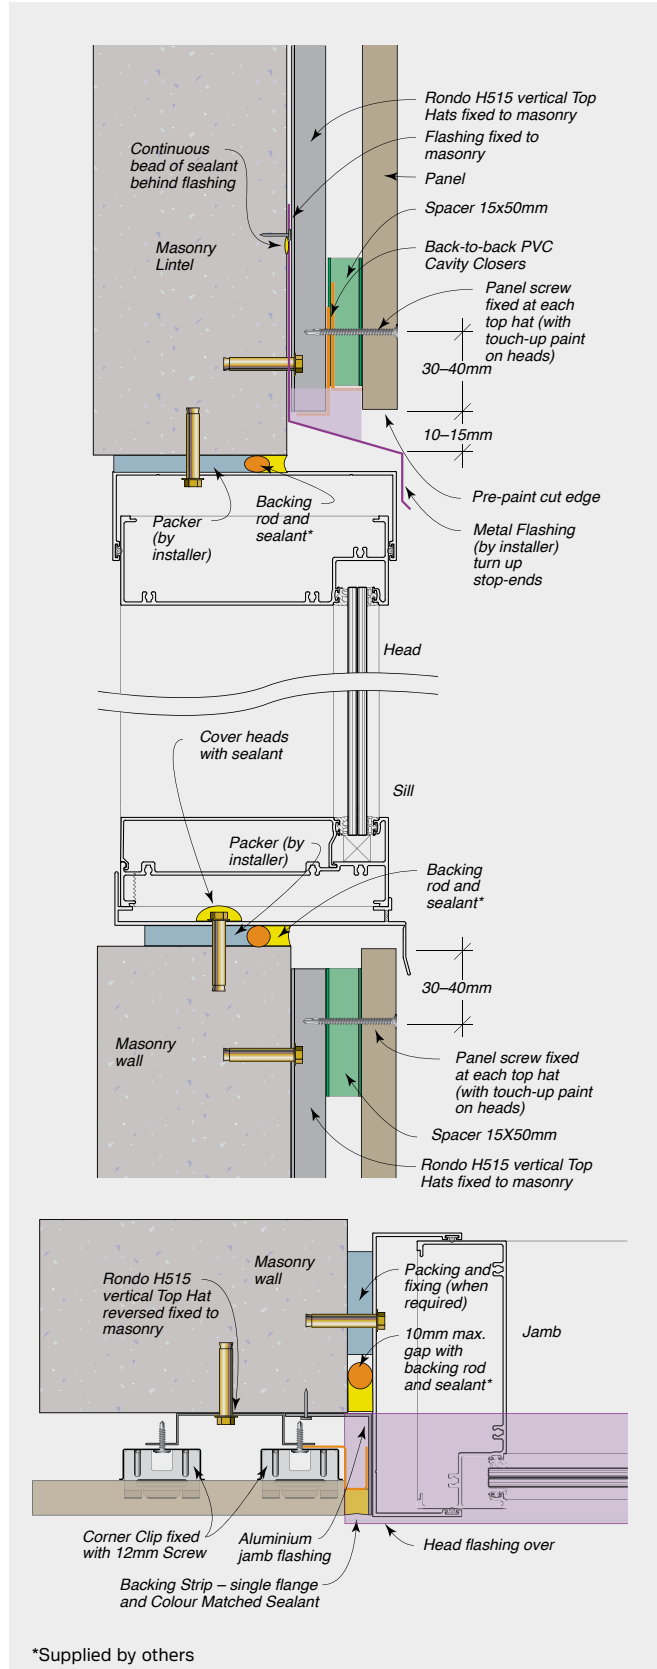 Rondo H515 vertical Top
Hats fixed to masonry
Flashing fixed to
masonry
Continuous
bead of sealant
behind flashing
Panel
Spacer 15x50mm
Masonry
Lintel
Back-to-back PVC
Cavity Closers
Panel screw
fixed at each
top hat (with
touch-up paint
on heads)
30–40mm
10–15mm
Pre-paint cut edge
Packer
(by
installer)
Backing
rod and
sealant*
Metal Flashing
(by installer)
turn up
stop-ends
Head
Cover heads
with sealant
Sill
Packer (by
installer)
Backing
rod and
sealant*
30–40mm
Masonry
wall
Panel screw fixed
at each top hat
(with touch-up paint
on heads)
Spacer 15X50mm
Rondo H515 vertical Top
Hats fixed to masonry
Masonry
wall
Rondo H515
vertical Top Hat
reversed fixed to
masonry
Packing and
fixing (when
required)
Jamb
10mm max.
gap with
backing rod
and sealant*
Corner Clip fixed
with 12mm Screw
Aluminium
jamb flashing
Head flashing over
Backing Strip – single flange
and Colour Matched Sealant
*Supplied by others